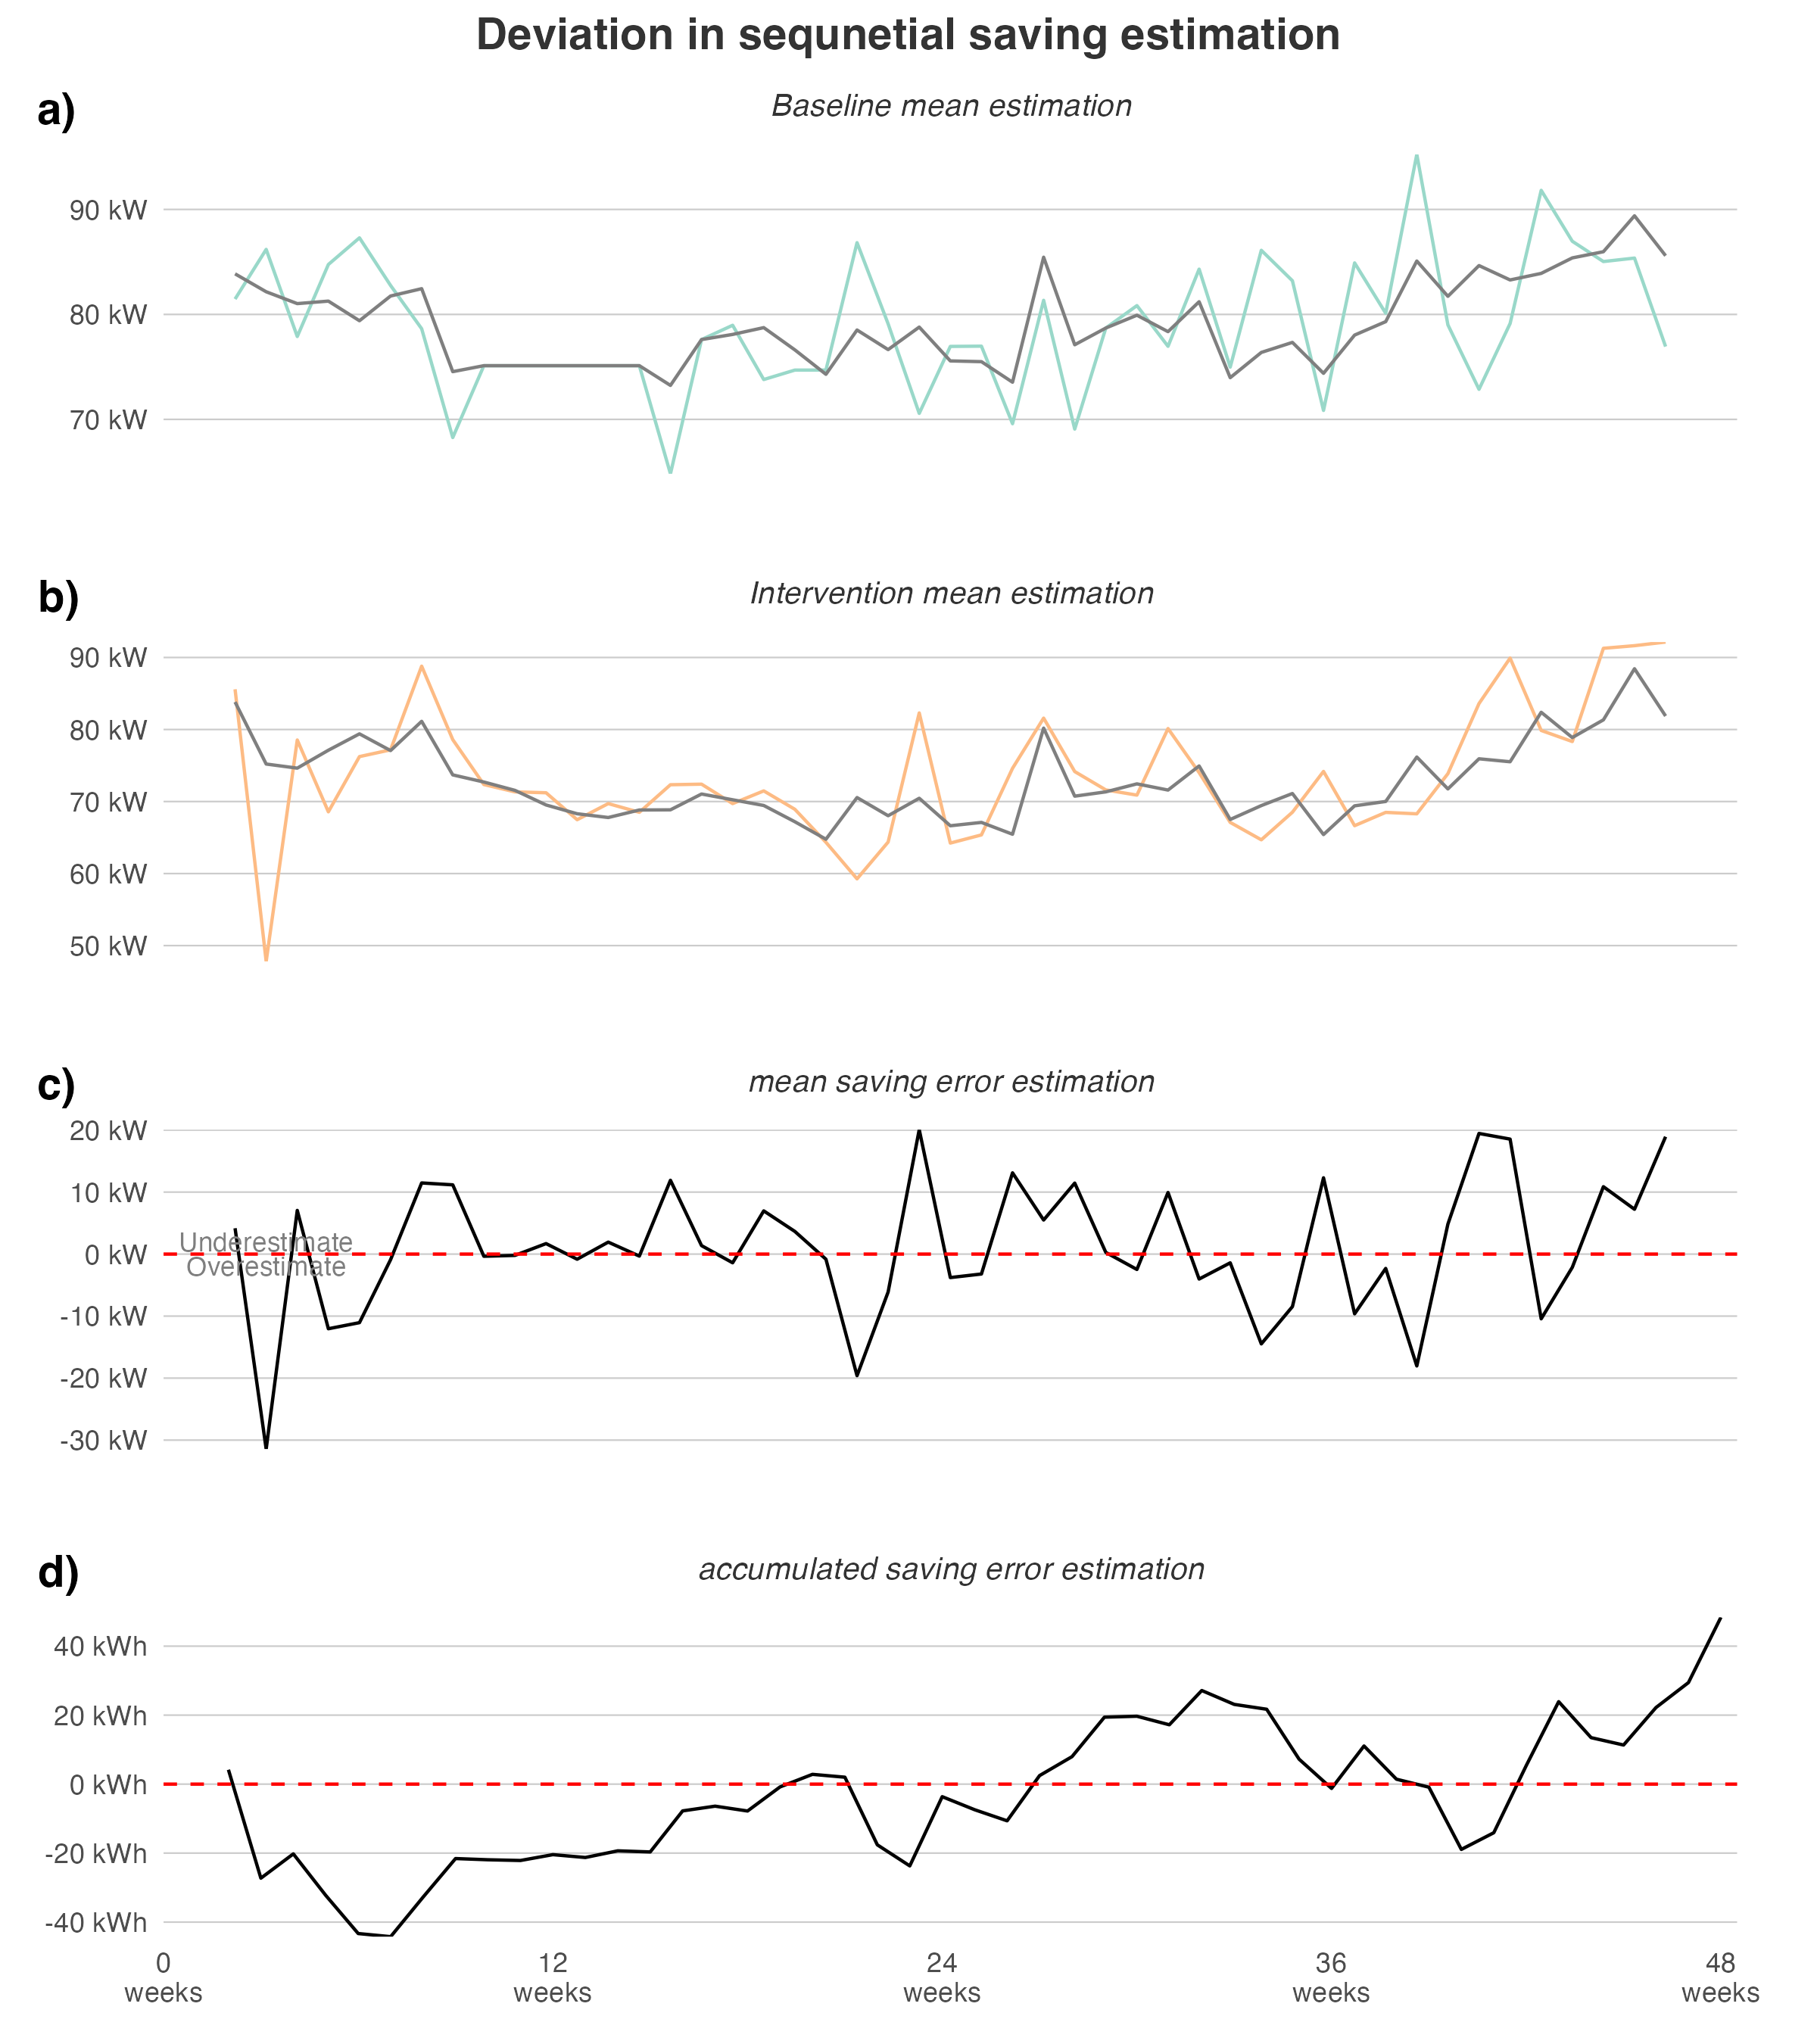 Deviation in sequnetial saving estimation
a)
Baseline mean estimation
90 kW
80 kW
70 kW
b)
Intervention mean estimation
90 kW
80 kW
70 kW
60 kW
50 kW
c)
mean saving error estimation
20 kW
10 kW
Underestimate
0 kW
Overestimate
-10 kW
-20 kW
-30 kW
d)
accumulated saving error estimation
40 kWh
20 kWh
0 kWh
-20 kWh
-40 kWh
0 12 24 36 48
weeks weeks weeks weeks weeks